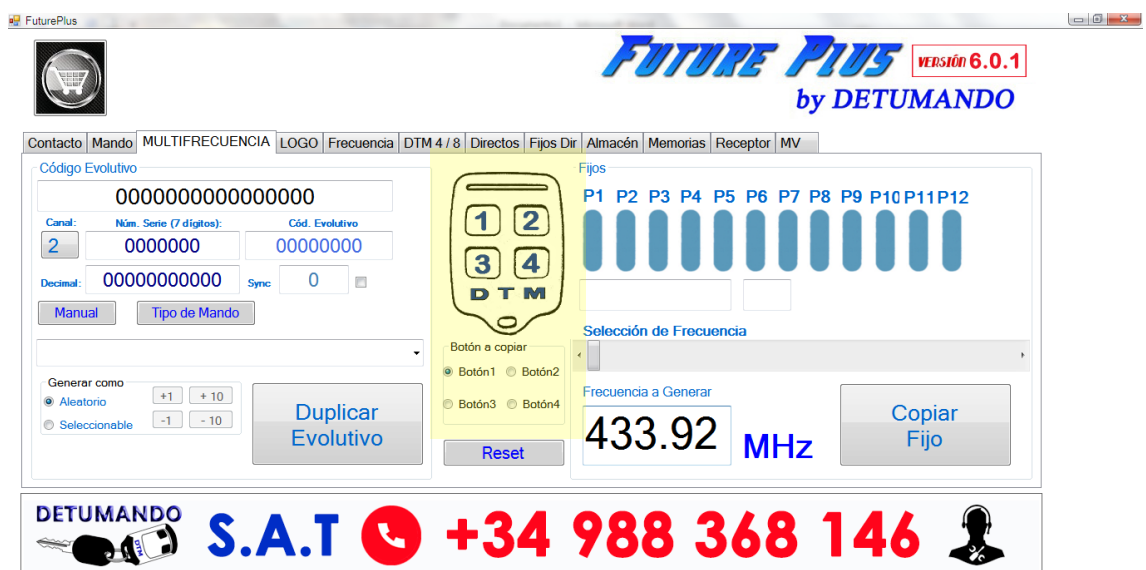 FuturePlus
FUTURE PLUS VERSIÓN 6.0.1
by DETUMANDO
Contacto Mando MULTIFRECUENCIA LOGO Frecuencia DTM 4 / 8 Directos Fijos Dir Almacén Memorias Receptor MV
Código Evolutivo
0000000000000000
Canal: Núm. Serie (7 dígitos): Cód. Evolutivo
2 0000000 00000000
Decimal: 00000000000 Sync 0
Manual Tipo de Mando
Generar como
Aleatorio +1 + 10
Seleccionable -1 - 10
Duplicar
Evolutivo
1 2
3 4
DTM
Botón a copiar
Botón1 Botón2
Botón3 Botón4
Reset
Fijos
P1 P2 P3 P4 P5 P6 P7 P8 P9 P10 P11 P12
Selección de Frecuencia
Frecuencia a Generar
433.92 MHz
Copiar
Fijo
DETUMANDO
DTM
S.A.T +34 988 368 146